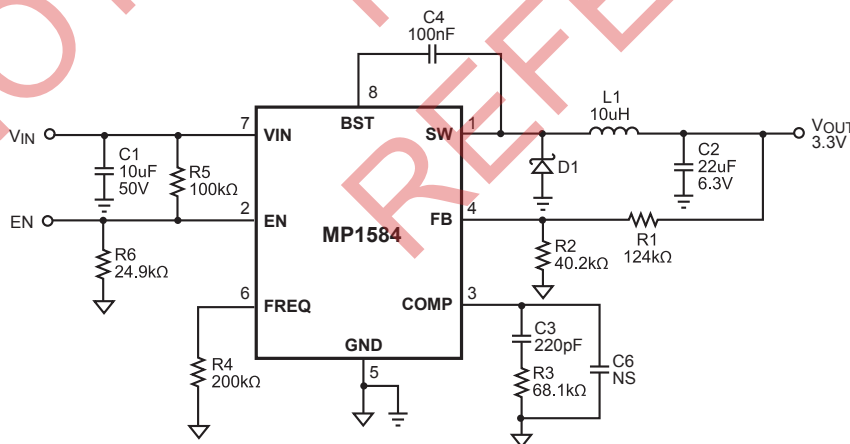 C4
100nF
8
BST
7
VIN
SW
1
L1
10uH
VIN
VOUT
3.3V
C1
10uF
50V
R5
100kΩ
D1
C2
22uF
6.3V
EN
2
EN
FB
4
MP1584
R6
24.9kΩ
R2
40.2kΩ
R1
124kΩ
6
FREQ
COMP
3
GND
5
R4
200kΩ
C3
220pF
R3
68.1kΩ
C6
NS